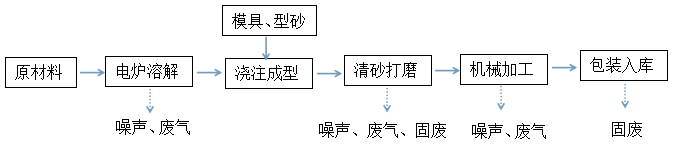 模具、型砂
原材料
电炉溶解
浇注成型
清砂打磨
机械加工
包装入库
噪声、废气
噪声、废气、固废
噪声、废气
固废